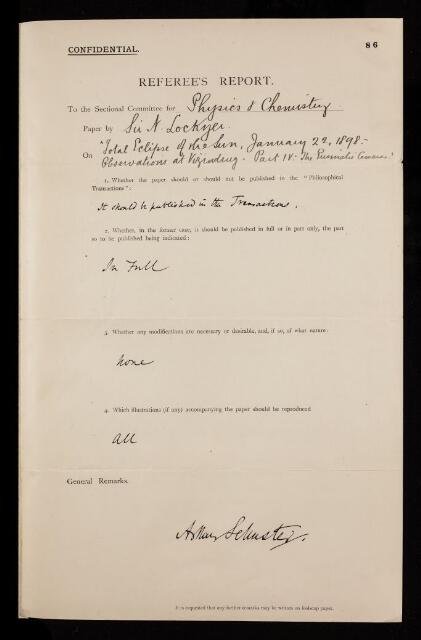 CONFIDENTIAL.
86
REFEREE'S REPORT.
To the Sectional Committee for Physics & Chemistry
Paper by Sir N. Lockyer.
On "Total Eclipse of the Sun, January 22, 1898.-
Observations at Viziadrug. Part IV. The Prismatic Cameras."
1. Whether the paper should or should not be published in the "Philosophical
Transactions":
It should be published in the Transactions.
2. Whether, in the former case, it should be published in full or in part only, the part
so to be published being indicated:
In Full
3. Whether any modifications are necessary or desirable, and, if so, of what nature:
None
4. Which illustrations (if any) accompanying the paper should be reproduced
All
General Remarks.
Arthur Schuster.
It is requested that any further remarks may be written on foolscap paper.